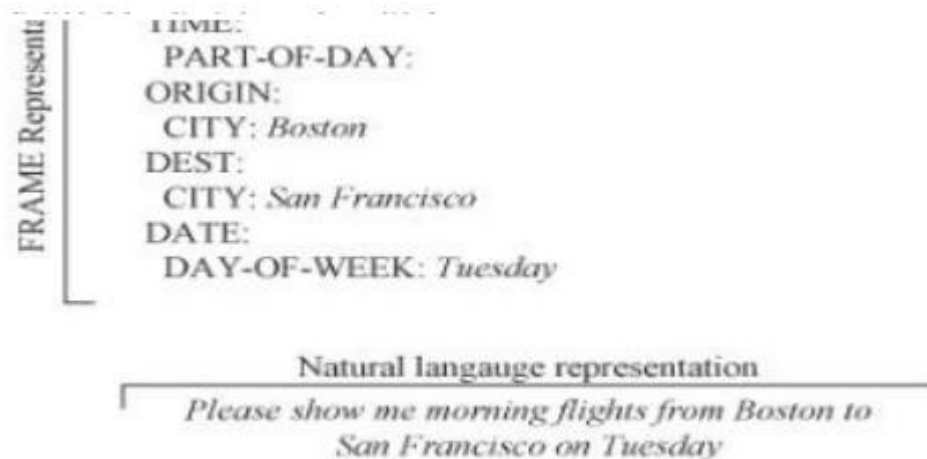 FRAME Representa
TIME:
PART-OF-DAY:
ORIGIN:
CITY: Boston
DEST:
CITY: San Francisco
DATE:
DAY-OF-WEEK: Tuesday
Natural langauge representation
Please show me morning flights from Boston to
San Francisco on Tuesday